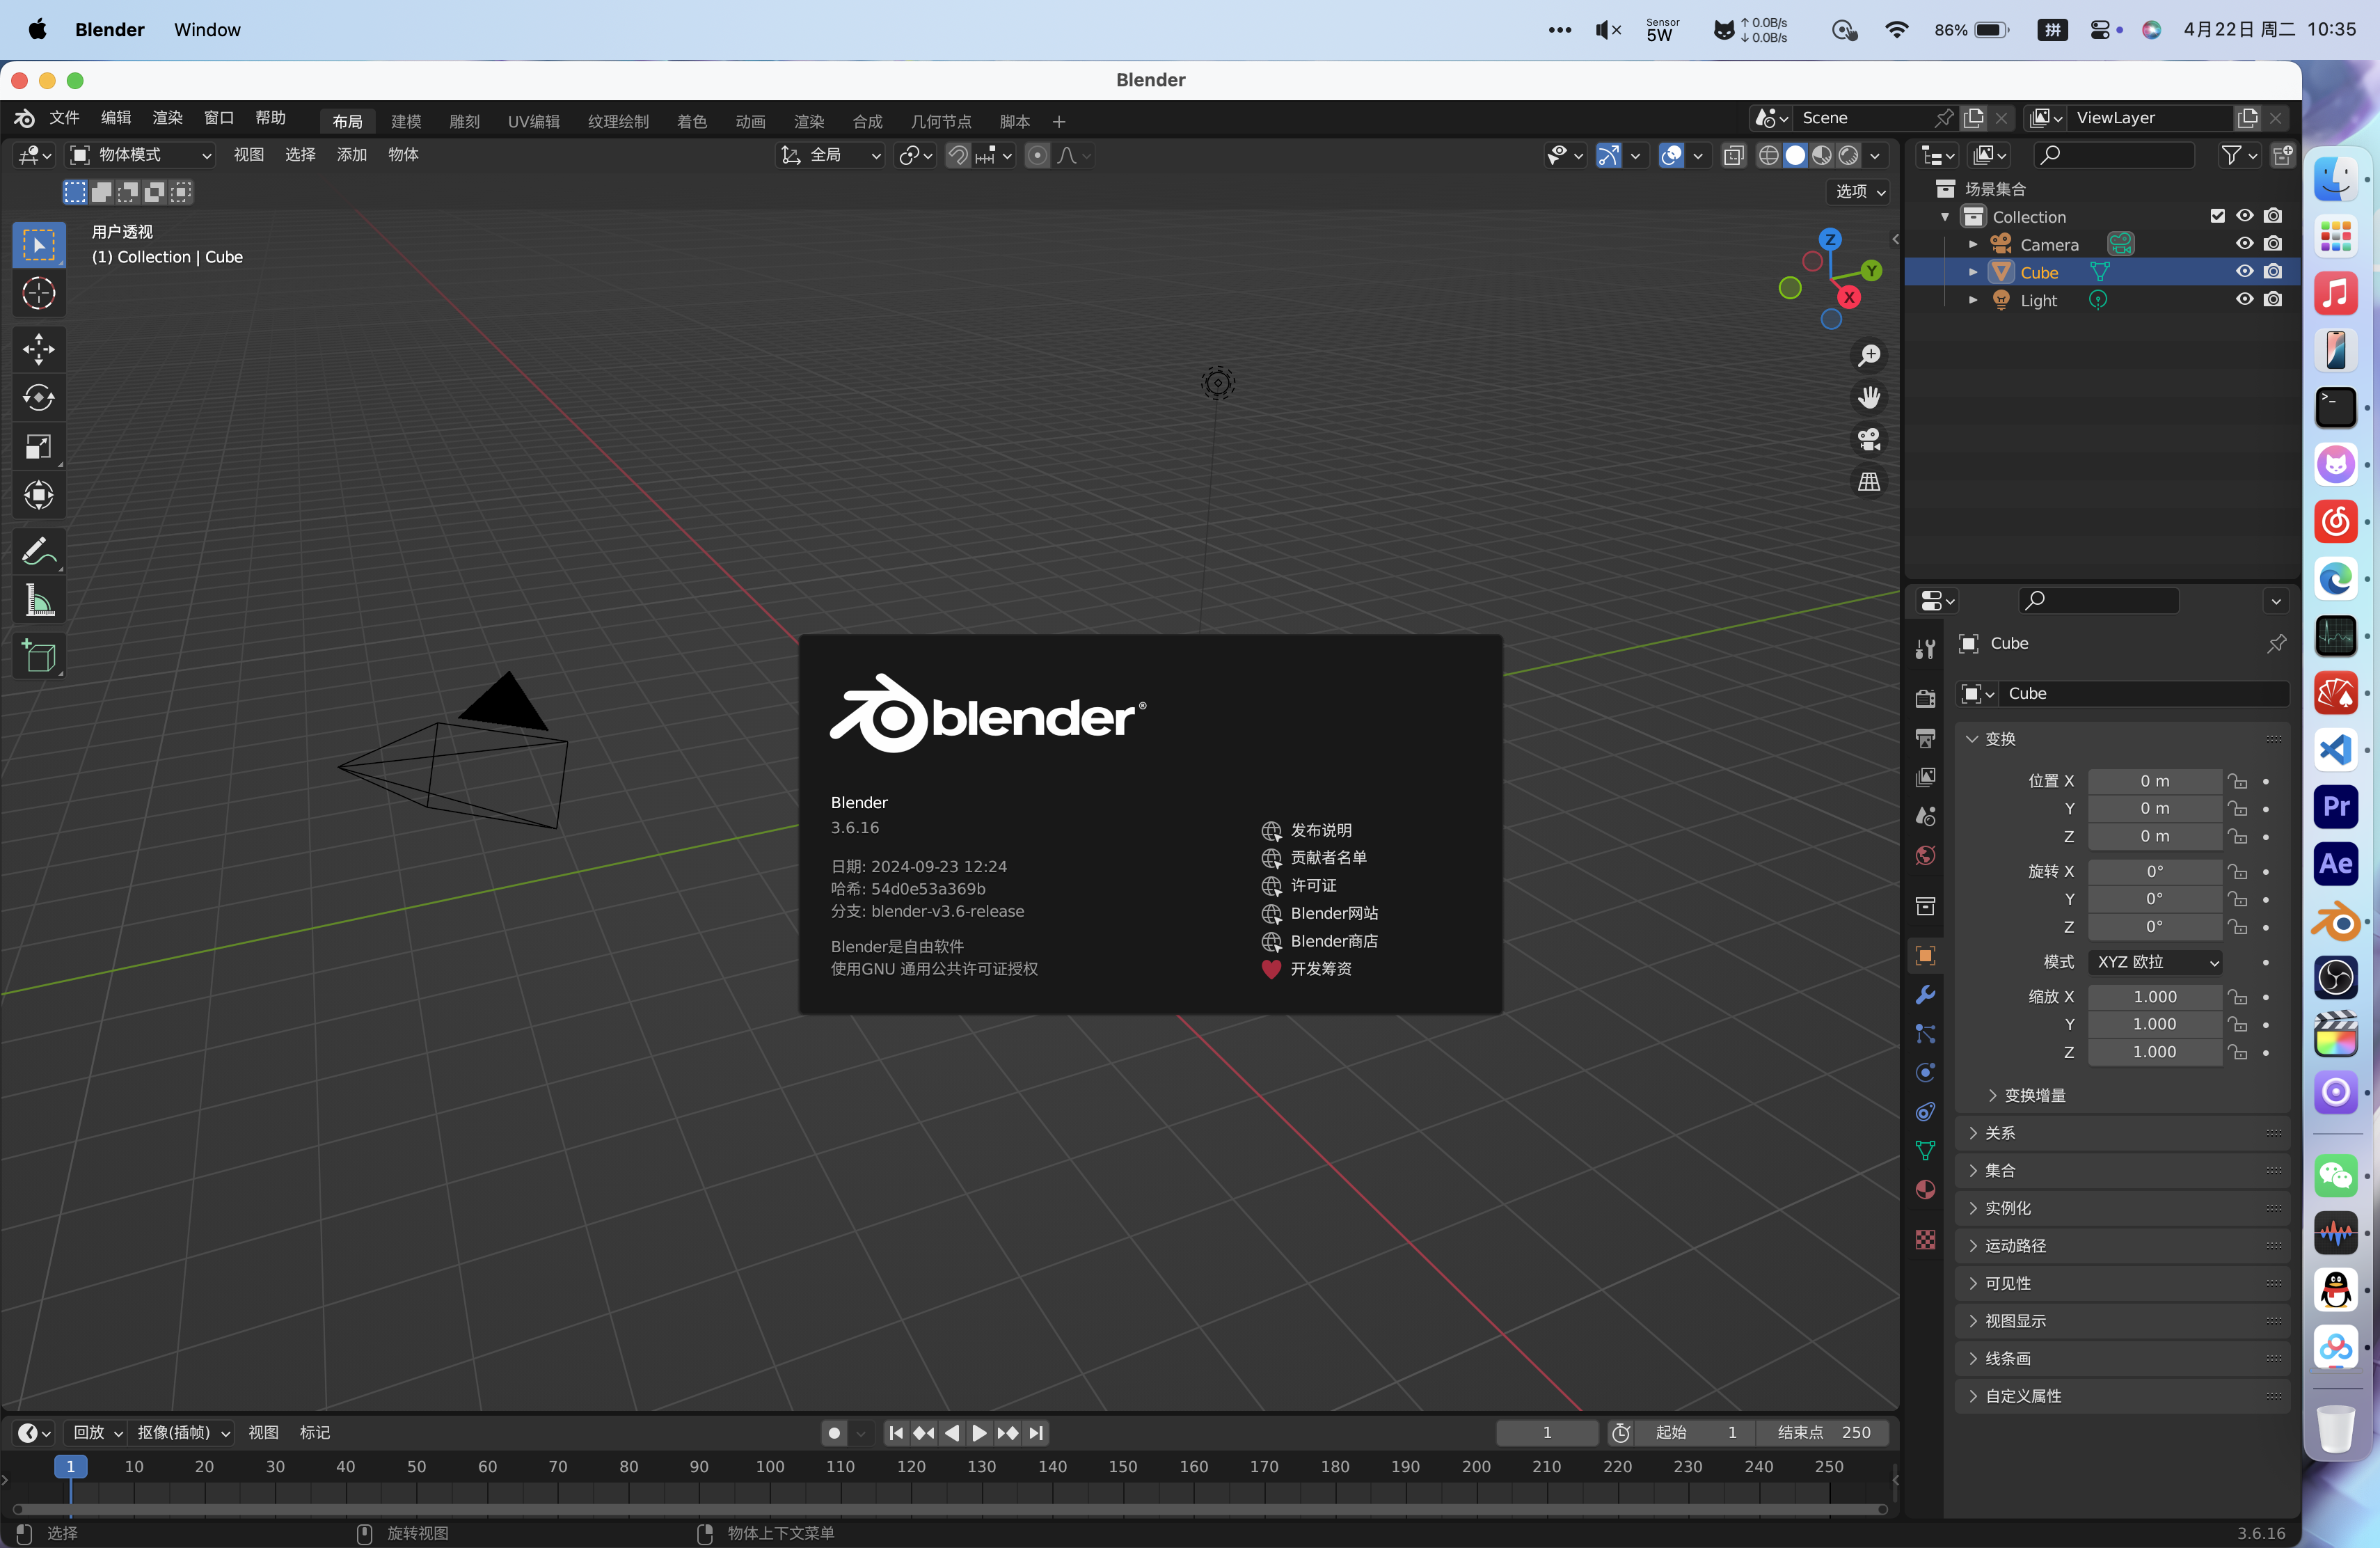 Blender Window
Sensor
5W
↑ 0.0B/s
↓ 0.0B/s
86%
拼
4月22日 周二 10:35
Blender
文件 编辑 渲染 窗口 帮助
布局 建模 雕刻 UV编辑 纹理绘制 着色 动画 渲染 合成 几何节点 脚本 +
Scene
ViewLayer
物体模式 视图 选择 添加 物体
全局
选项
用户透视
(1) Collection | Cube
Z
Y
X
场景集合
Collection
Camera
Cube
Light
Cube
Cube
变换
位置 X 0 m
Y 0 m
Z 0 m
旋转 X 0°
Y 0°
Z 0°
模式 XYZ 欧拉
缩放 X 1.000
Y 1.000
Z 1.000
变换增量
关系
集合
实例化
运动路径
可见性
视图显示
线条画
自定义属性
blender®
Blender
3.6.16
日期: 2024-09-23 12:24
哈希: 54d0e53a369b
分支: blender-v3.6-release
Blender是自由软件
使用GNU 通用公共许可证授权
发布说明
贡献者名单
许可证
Blender网站
Blender商店
开发筹资
Pr
Ae
回放 抠像(插帧) 视图 标记
1
起始 1
结束点 250
1 10 20 30 40 50 60 70 80 90 100 110 120 130 140 150 160 170 180 190 200 210 220 230 240 250
选择
旋转视图
物体上下文菜单
3.6.16